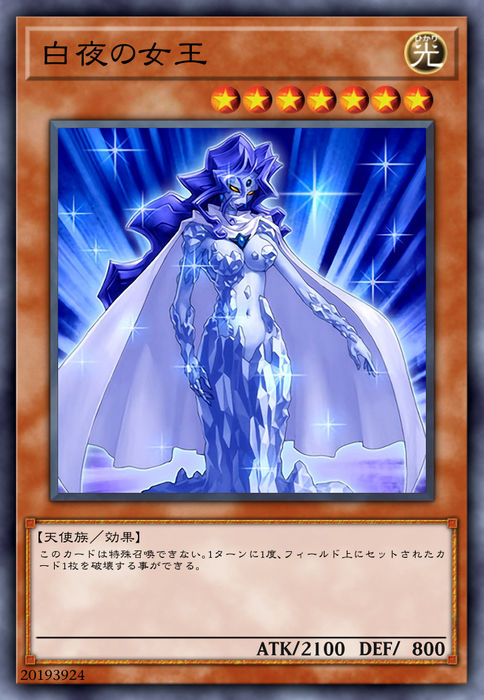 白夜の女王
ひかり
光
【天使族／効果】
このカードは特殊召喚できない。1ターンに1度、フィールド上にセットされたカ
ード1枚を破壊する事ができる。
ATK/2100 DEF/ 800
20193924